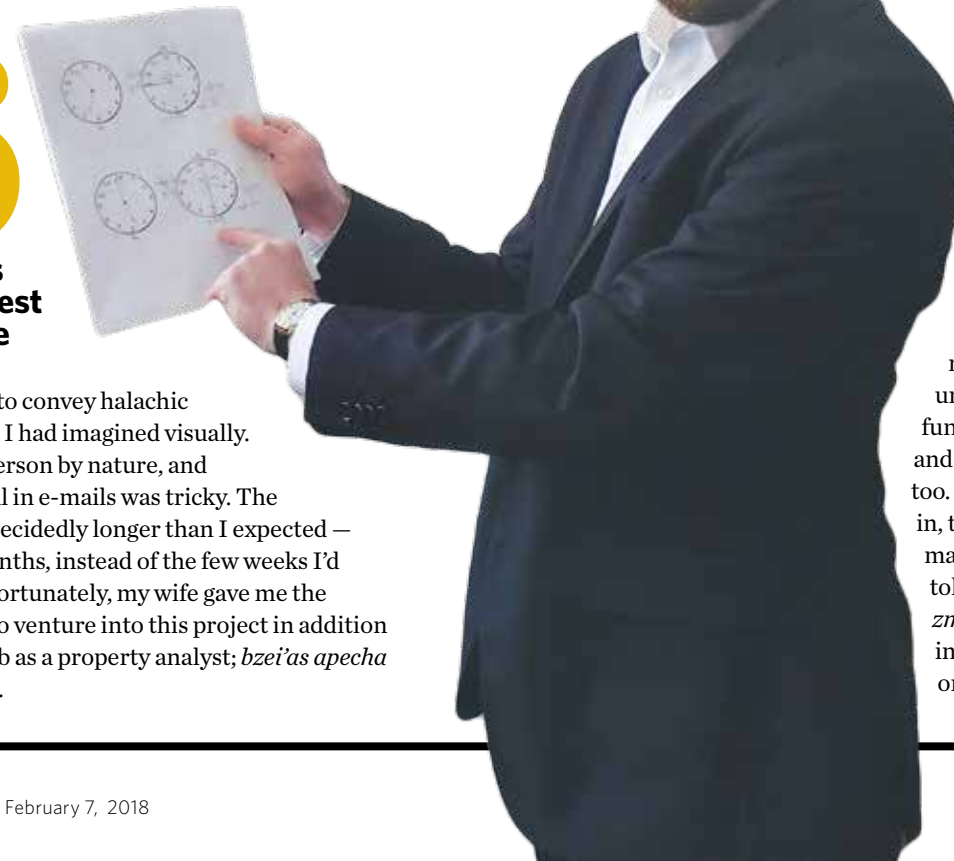 s
est
e
to convey halachic
I had imagined visually.
erson by nature, and
l in e-mails was tricky. The
ecidedly longer than I expected —
nths, instead of the few weeks I’d
ortunately, my wife gave me the
o venture into this project in addition
b as a property analyst; bzei’as apecha
.
fun
and
too.
in, t
ma
tol
zn
in
or
February 7, 2018